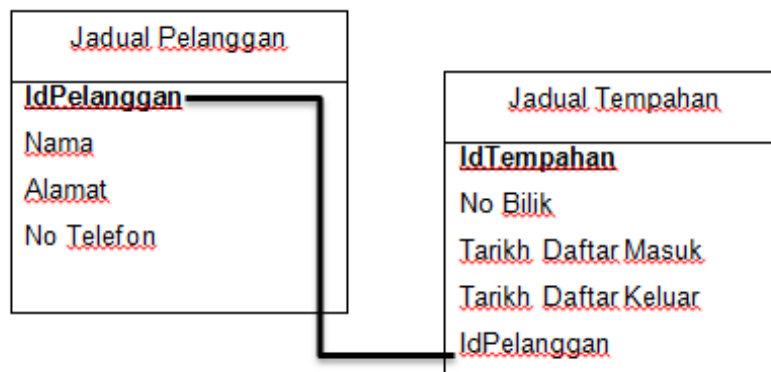 Jadual Pelanggan
IdPelanggan
Nama
Alamat
No Telefon
Jadual Tempahan
IdTempahan
No Bilik
Tarikh Daftar Masuk
Tarikh Daftar Keluar
IdPelanggan